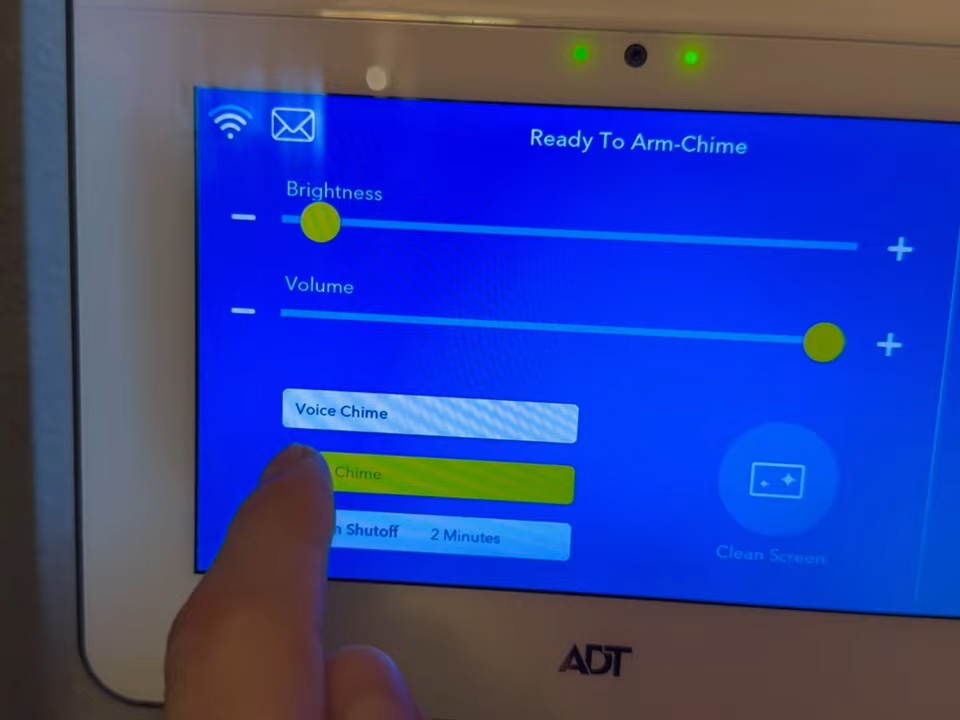 Ready To Arm-Chime
Brightness
Volume
Voice Chime
Chime
Shutoff 2 Minutes
Clean Screen
ADT